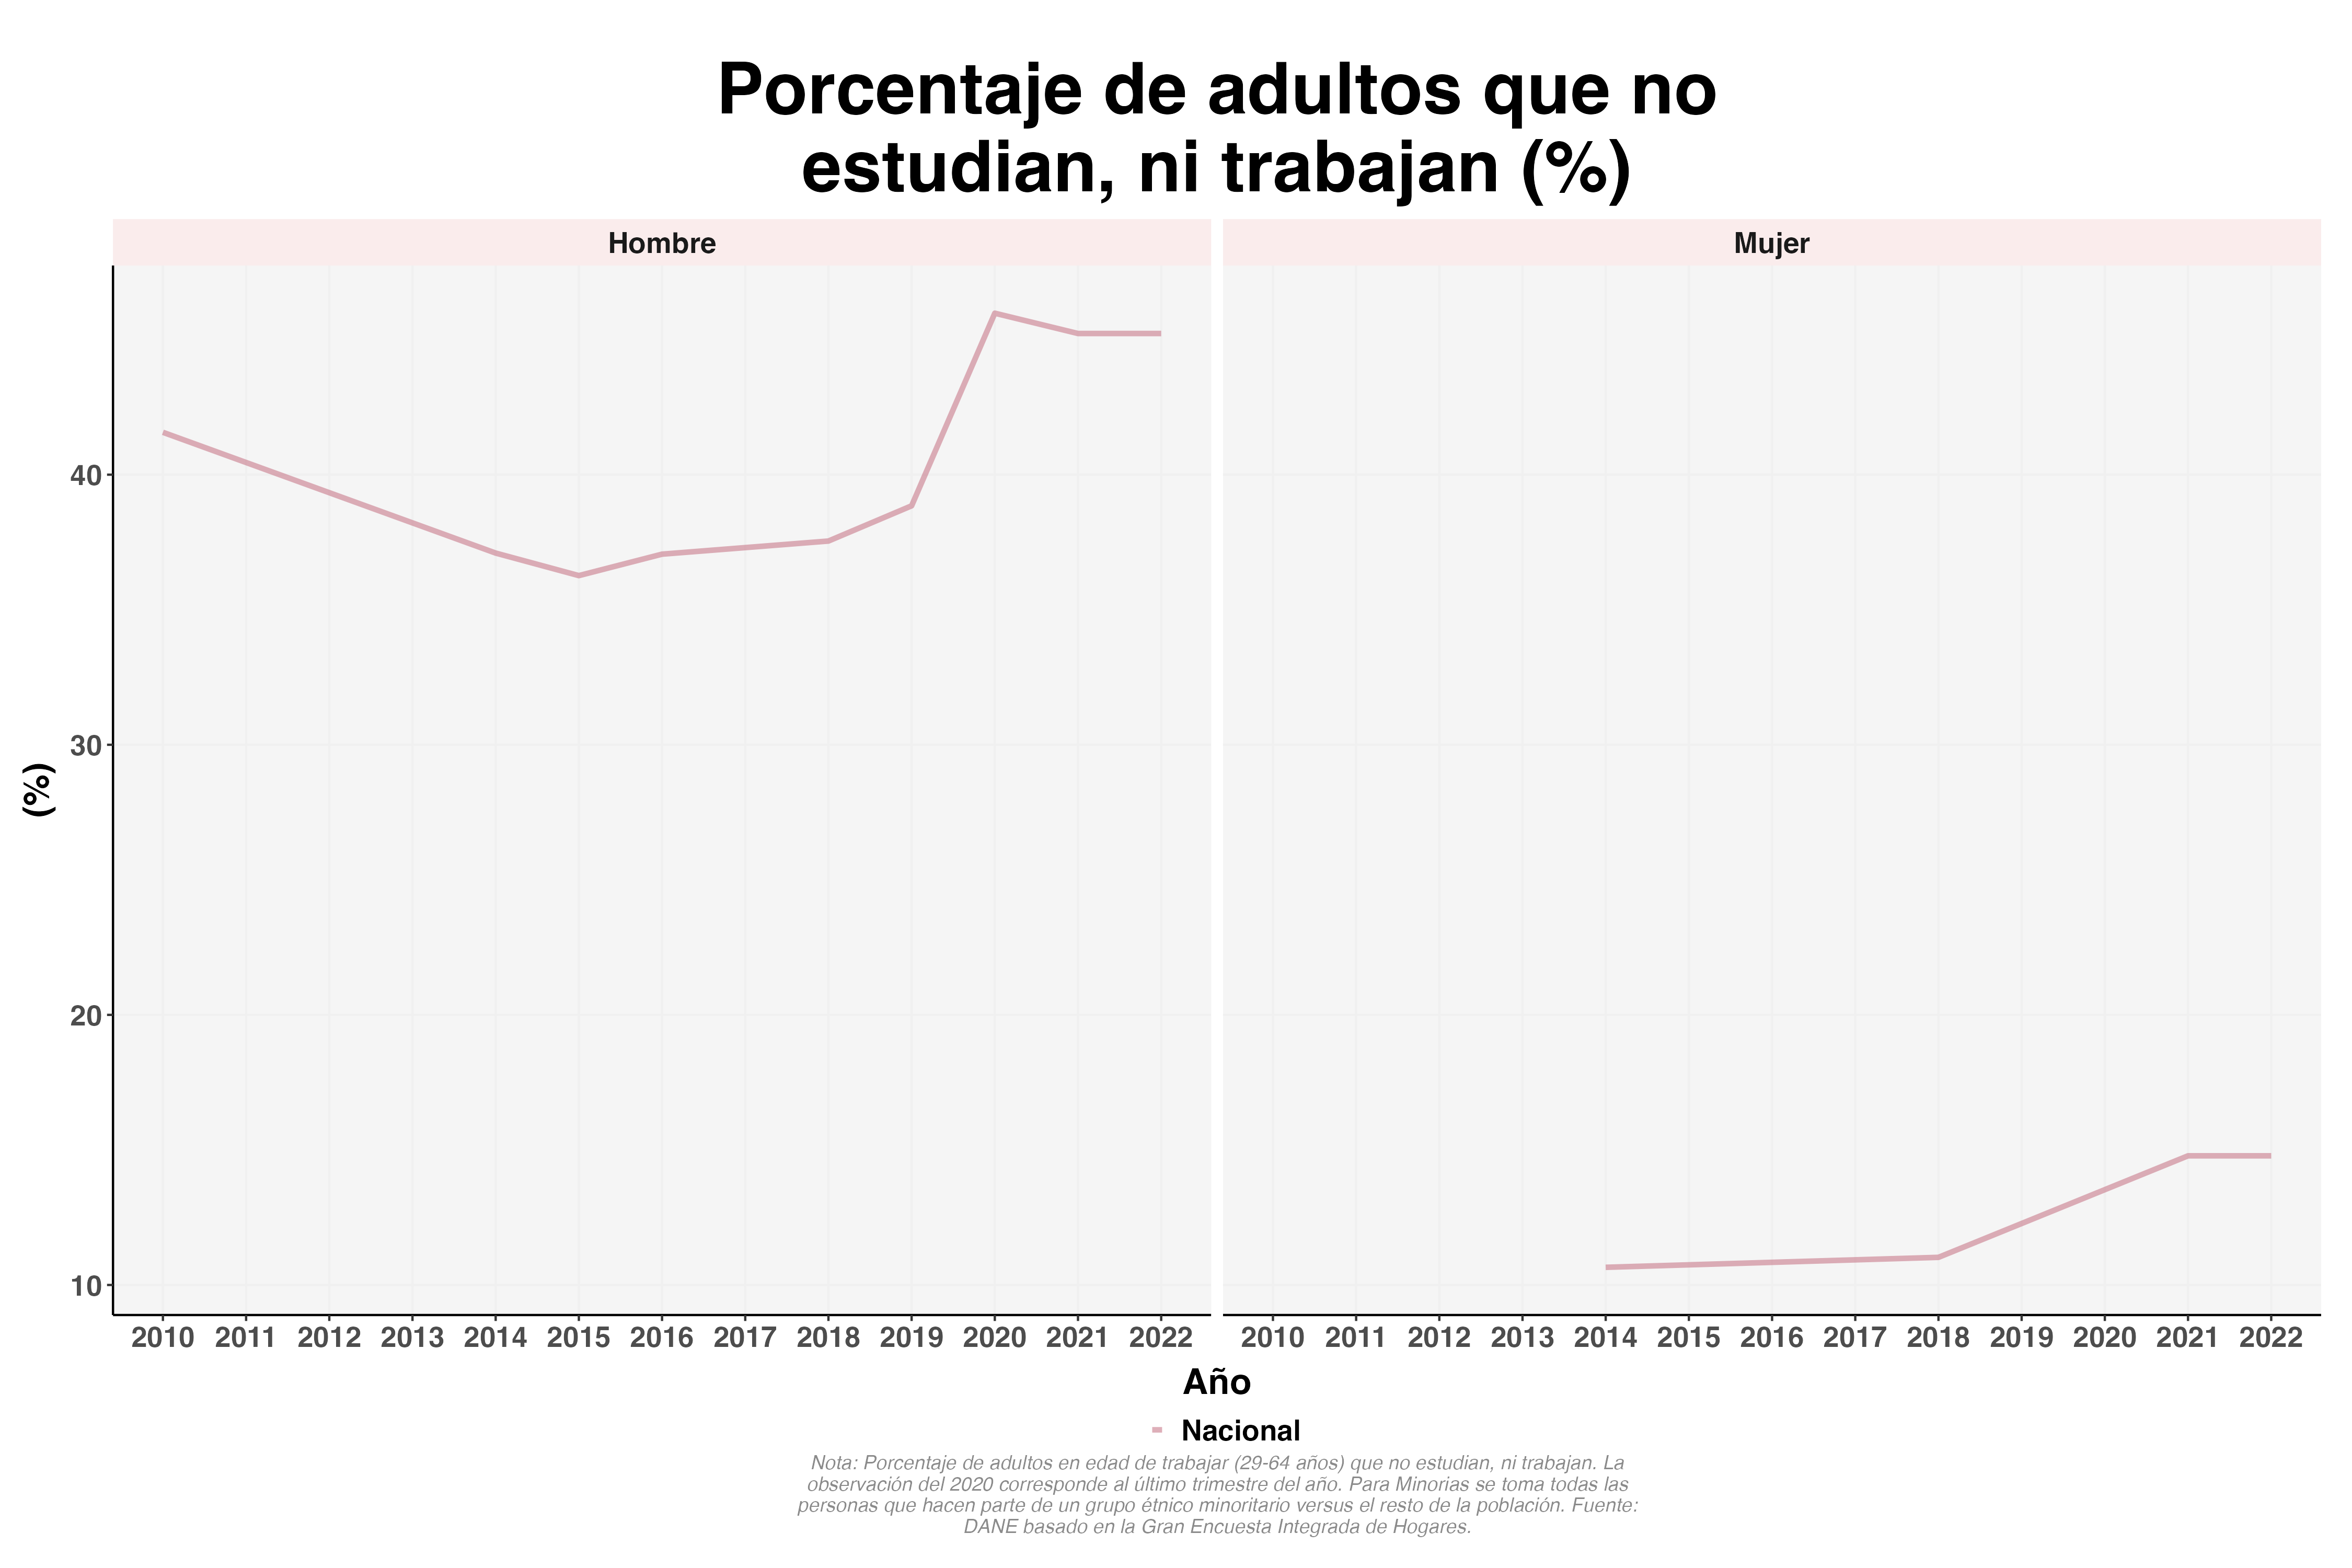 Porcentaje de adultos que no
estudian, ni trabajan (%)
Hombre
Mujer
(%)
40
30
20
10
2010 2011 2012 2013 2014 2015 2016 2017 2018 2019 2020 2021 2022
2010 2011 2012 2013 2014 2015 2016 2017 2018 2019 2020 2021 2022
Año
Nacional
Nota: Porcentaje de adultos en edad de trabajar (29-64 años) que no estudian, ni trabajan. La
observación del 2020 corresponde al último trimestre del año. Para Minorias se toma todas las
personas que hacen parte de un grupo étnico minoritario versus el resto de la población. Fuente:
DANE basado en la Gran Encuesta Integrada de Hogares.